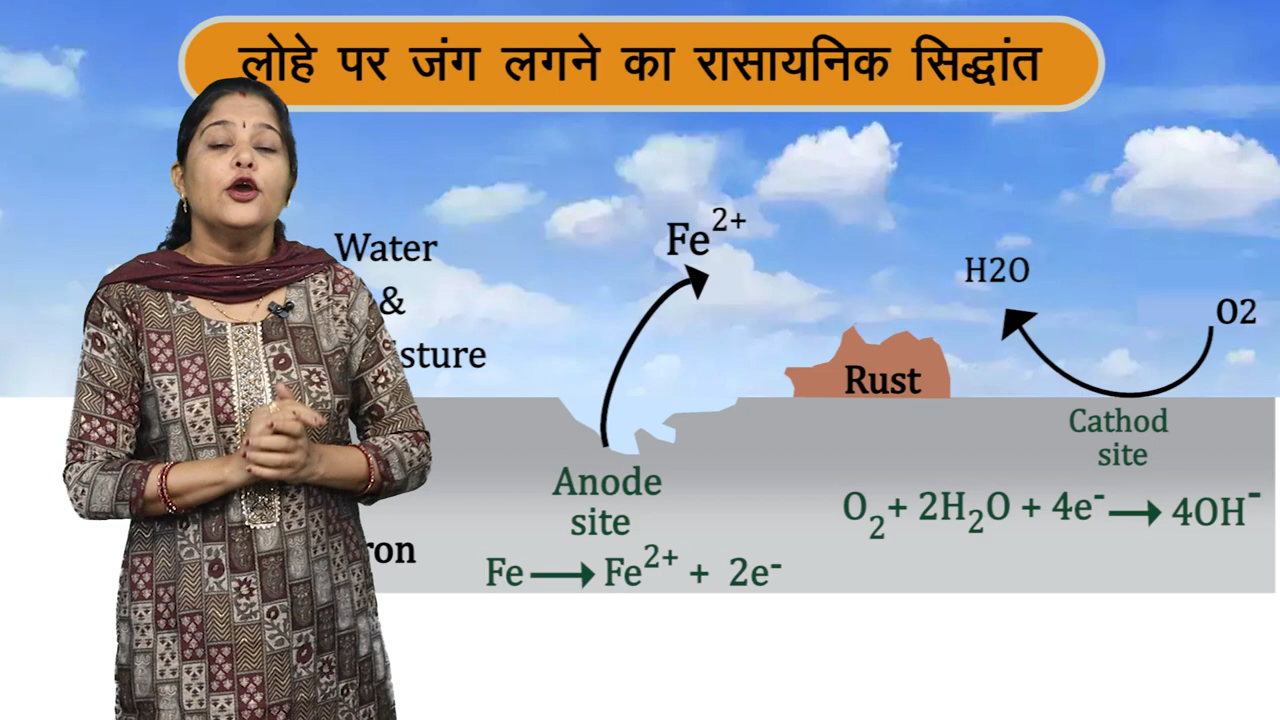 लोहे पर जंग लगने का रासायनिक सिद्धांत
Water
&
Fe²⁺
H2O
O2
Rust
Cathod
site
Anode
site
O₂+ 2H₂O + 4e⁻ → 4OH⁻
Fe → Fe²⁺ + 2e⁻